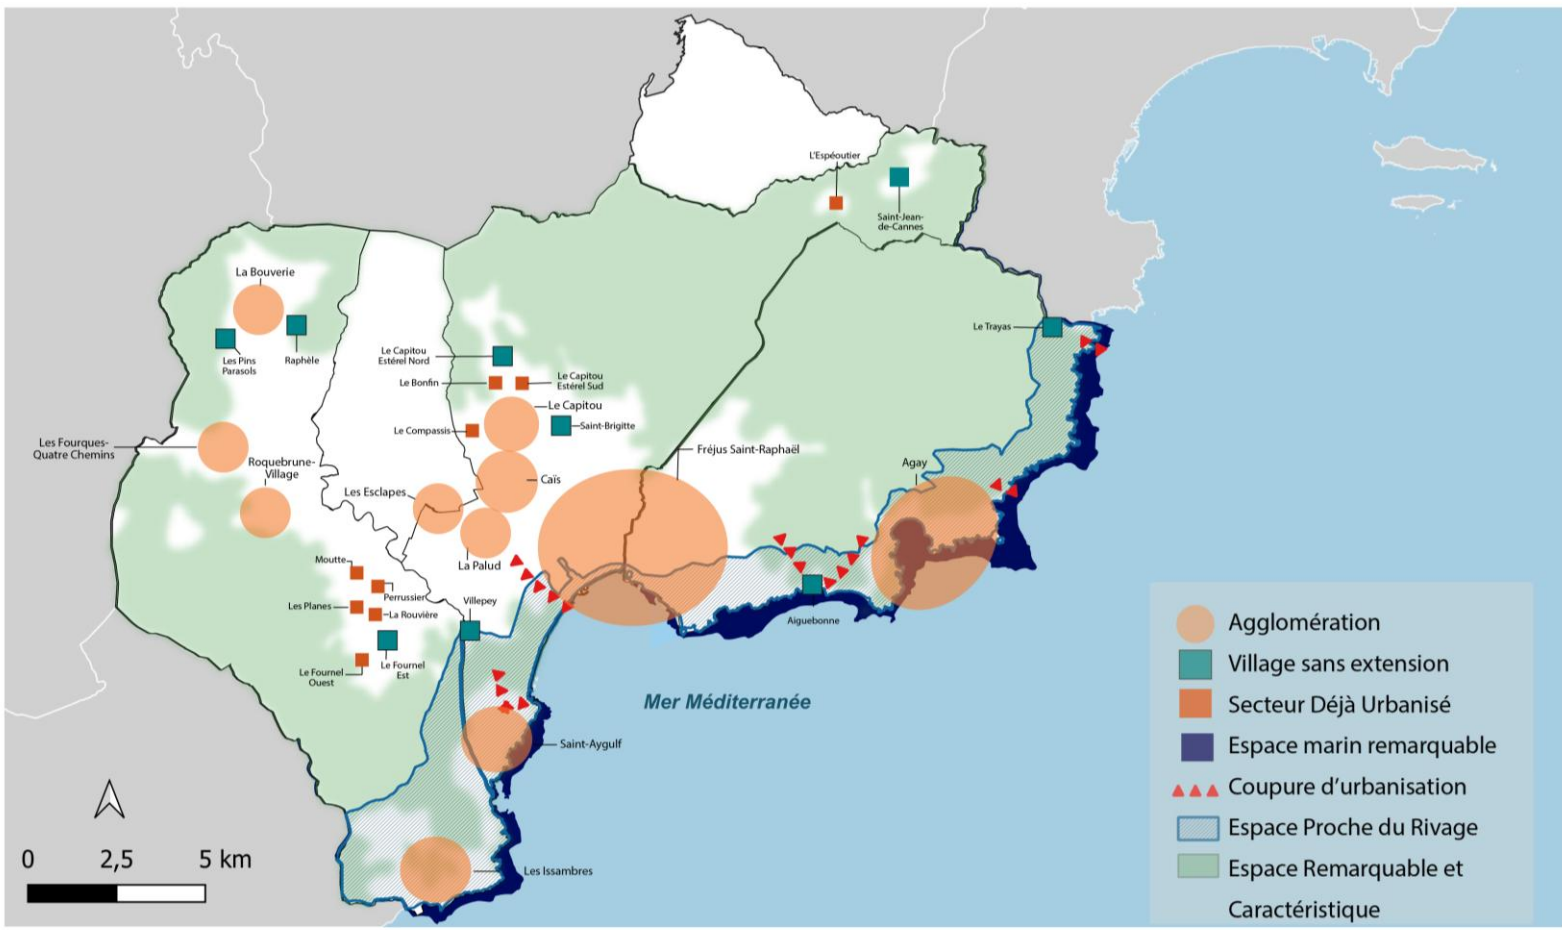 L'Espéoutier
Saint-Jean-
de-Cannes
La Bouverie
Les Pins
Parasols
Raphèle
Le Trayas
Le Capitou
Estérel Nord
Le Bonfin
Le Capitou
Estérel Sud
Le Capitou
Le Compassis
Saint-Brigitte
Les Fourques-
Quatre Chemins
Roquebrune-
Village
Fréjus Saint-Raphaël
Agay
Les Esclapes
Caïs
La Palud
Moutte
Perrussier
Les Planes
La Rouvière
Villepey
Aiguebonne
Le Fournel
Ouest
Le Fournel
Est
Mer Méditerranée
Saint-Aygulf
Les Issambres
0 2,5 5 km
Agglomération
Village sans extension
Secteur Déjà Urbanisé
Espace marin remarquable
Coupure d'urbanisation
Espace Proche du Rivage
Espace Remarquable et
Caractéristique